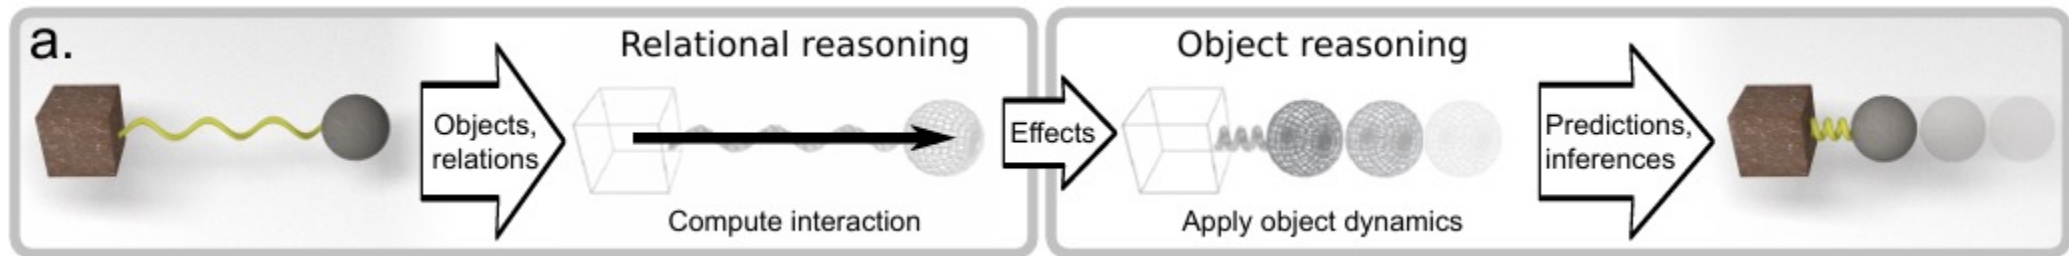 a.
Objects,
relations
Relational reasoning
Compute interaction
Effects
Object reasoning
Apply object dynamics
Predictions,
inferences